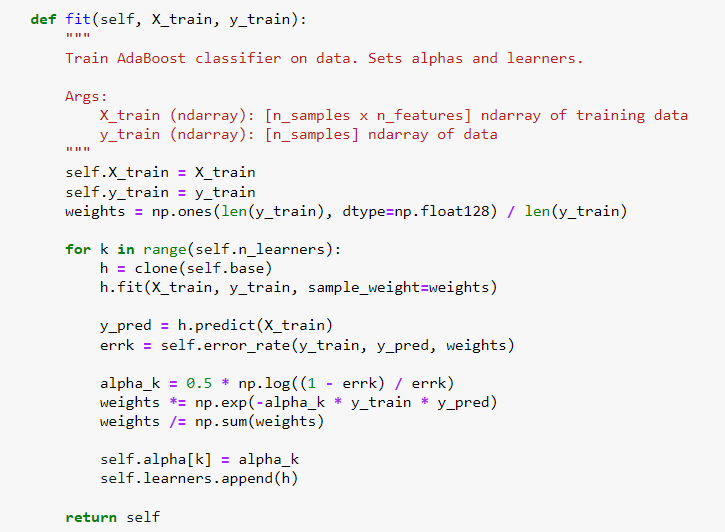 def fit(self, X_train, y_train):
    """
    Train AdaBoost classifier on data. Sets alphas and learners.

    Args:
        X_train (ndarray): [n_samples x n_features] ndarray of training data
        y_train (ndarray): [n_samples] ndarray of data
    """
    self.X_train = X_train
    self.y_train = y_train
    weights = np.ones(len(y_train), dtype=np.float128) / len(y_train)

    for k in range(self.n_learners):
        h = clone(self.base)
        h.fit(X_train, y_train, sample_weight=weights)

        y_pred = h.predict(X_train)
        errk = self.error_rate(y_train, y_pred, weights)

        alpha_k = 0.5 * np.log((1 - errk) / errk)
        weights *= np.exp(-alpha_k * y_train * y_pred)
        weights /= np.sum(weights)

        self.alpha[k] = alpha_k
        self.learners.append(h)

    return self